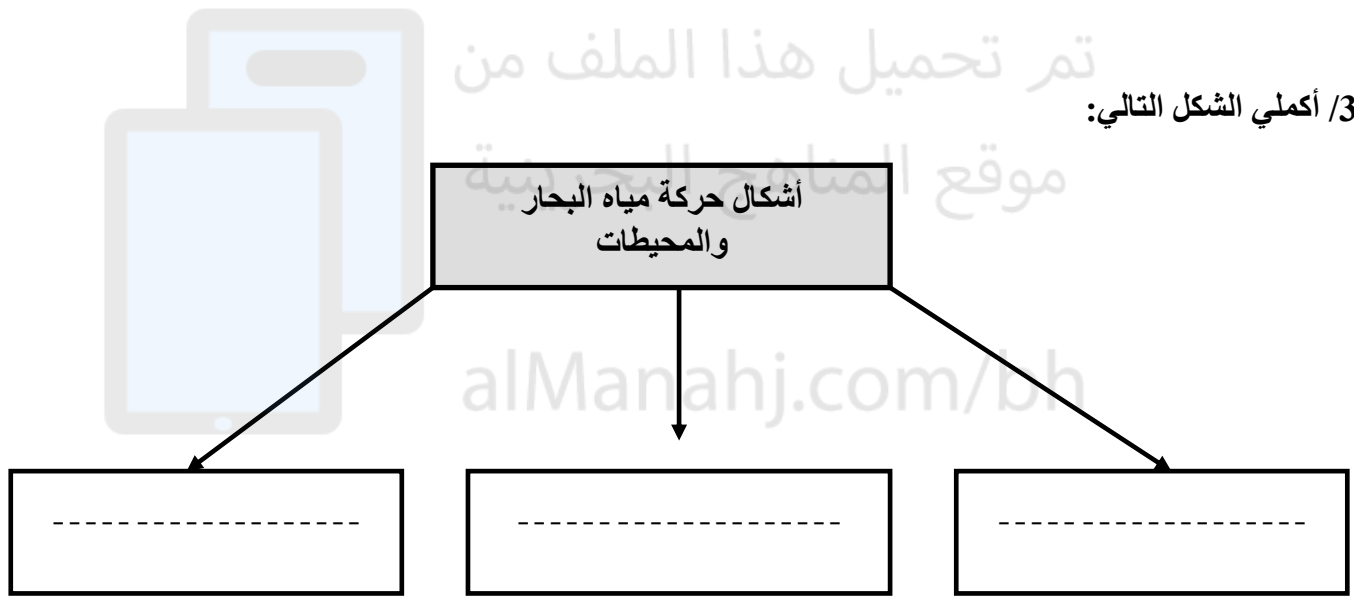 تم تحميل هذا الملف من
3/ أكملي الشكل التالي:
موقع المناهج البحرينية
أشكال حركة مياه البحار
والمحيطات
alManahj.com/bh